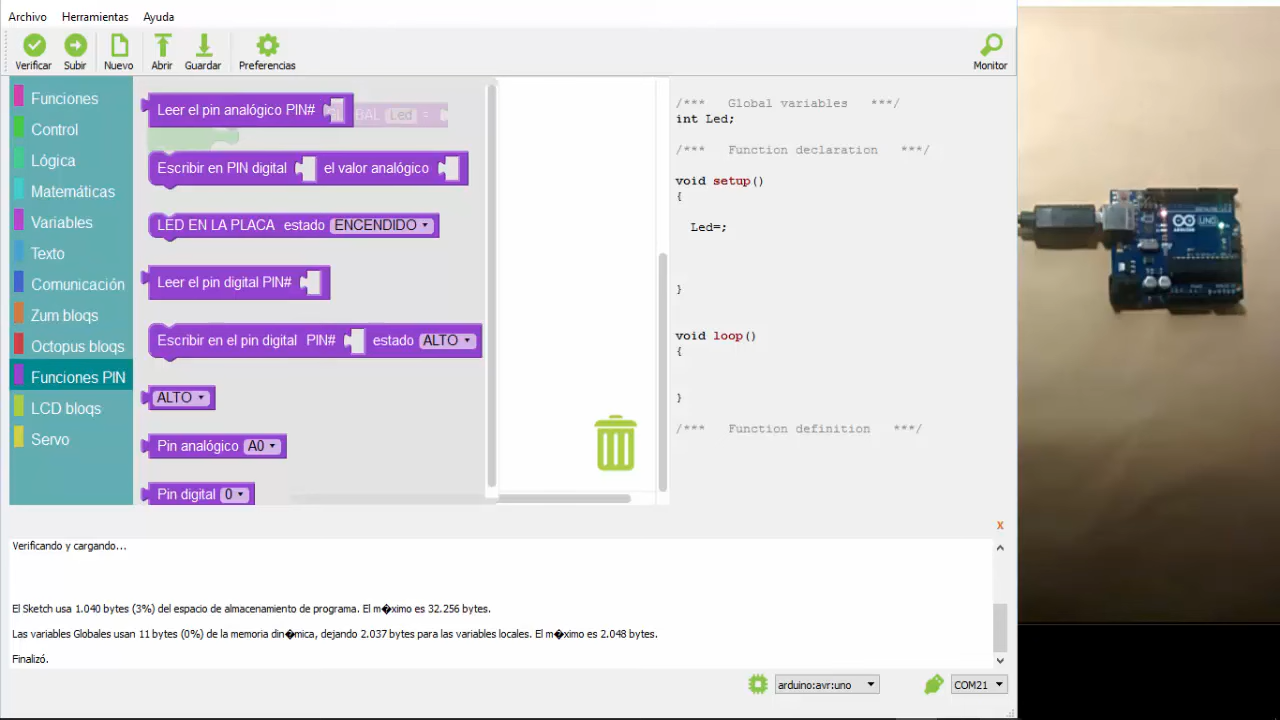 Archivo Herramientas Ayuda
Verificar Subir Nuevo Abrir Guardar Preferencias Monitor
Funciones
Control
Lógica
Matemáticas
Variables
Texto
Comunicación
Zum bloqs
Octopus bloqs
Funciones PIN
LCD bloqs
Servo
Leer el pin analógico PIN#
Led =
Escribir en PIN digital el valor analógico
LED EN LA PLACA estado ENCENDIDO
Leer el pin digital PIN#
Escribir en el pin digital PIN# estado ALTO
ALTO
Pin analógico A0
Pin digital 0
/*** Global variables ***/
int Led;
/*** Function declaration ***/
void setup()
{
Led=;
}
void loop()
{
}
/*** Function definition ***/
x
Verificando y cargando...
El Sketch usa 1.040 bytes (3%) del espacio de almacenamiento de programa. El m�ximo es 32.256 bytes.
Las variables Globales usan 11 bytes (0%) de la memoria din�mica, dejando 2.037 bytes para las variables locales. El m�ximo es 2.048 bytes.
Finalizó.
arduino:avr:uno COM21
UNO